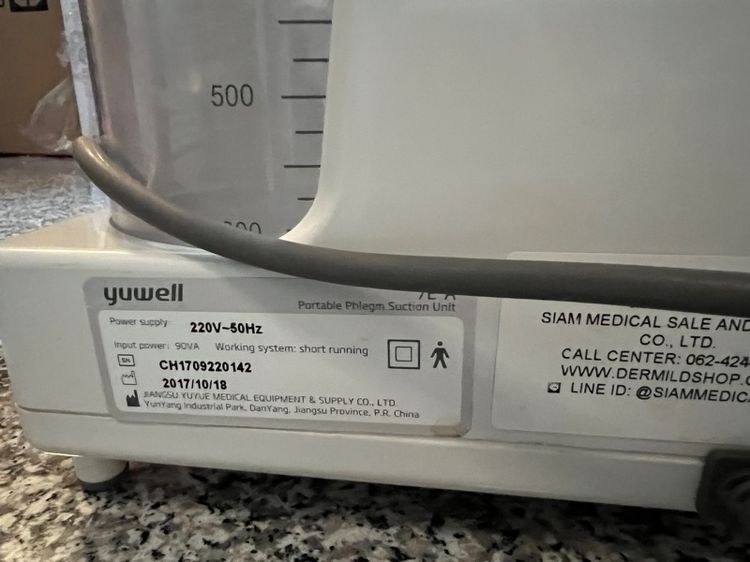 500
yuwell
Portable Phlegm Suction Unit
Power supply 220V~50Hz
Input power: 90VA Working system: short running
SN CH1709220142
2017/10/18
JIANGSU YUYUE MEDICAL EQUIPMENT & SUPPLY CO., LTD.
YunYang Industrial Park, DanYang, Jiangsu Province, P.R. China
SIAM MEDICAL SALE AND
CO., LTD.
CALL CENTER: 062-424
WWW.DERMILDSHOP.
LINE ID: @SIAMMEDICA